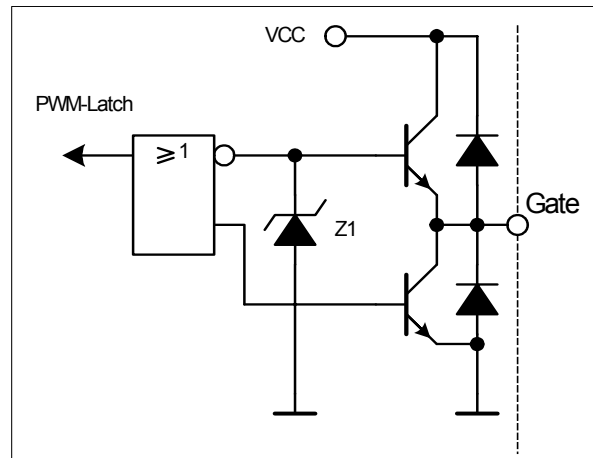 VCC
PWM-Latch
≥1
Gate
Z1